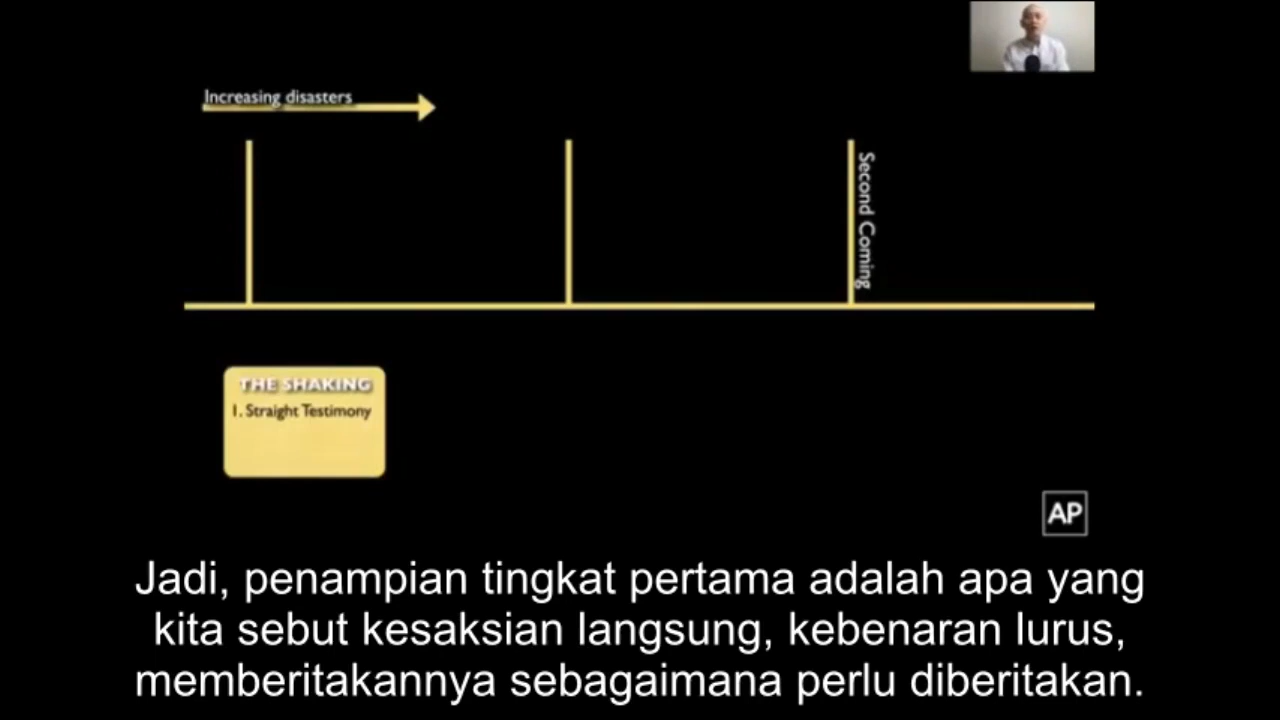 Increasing disasters
Second Coming
THE SHAKING
1. Straight Testimony
AP
Jadi, penampian tingkat pertama adalah apa yang
kita sebut kesaksian langsung, kebenaran lurus,
memberitakannya sebagaimana perlu diberitakan.